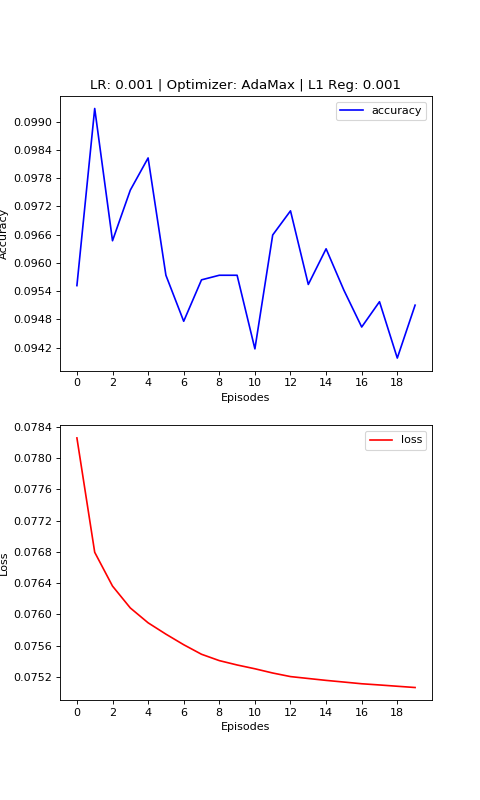 LR: 0.001 | Optimizer: AdaMax | L1 Reg: 0.001
accuracy
0.0990
0.0984
0.0978
0.0972
0.0966
0.0960
0.0954
0.0948
0.0942
Accuracy
0 2 4 6 8 10 12 14 16 18
Episodes
loss
0.0784
0.0780
0.0776
0.0772
0.0768
0.0764
0.0760
0.0756
0.0752
Loss
0 2 4 6 8 10 12 14 16 18
Episodes